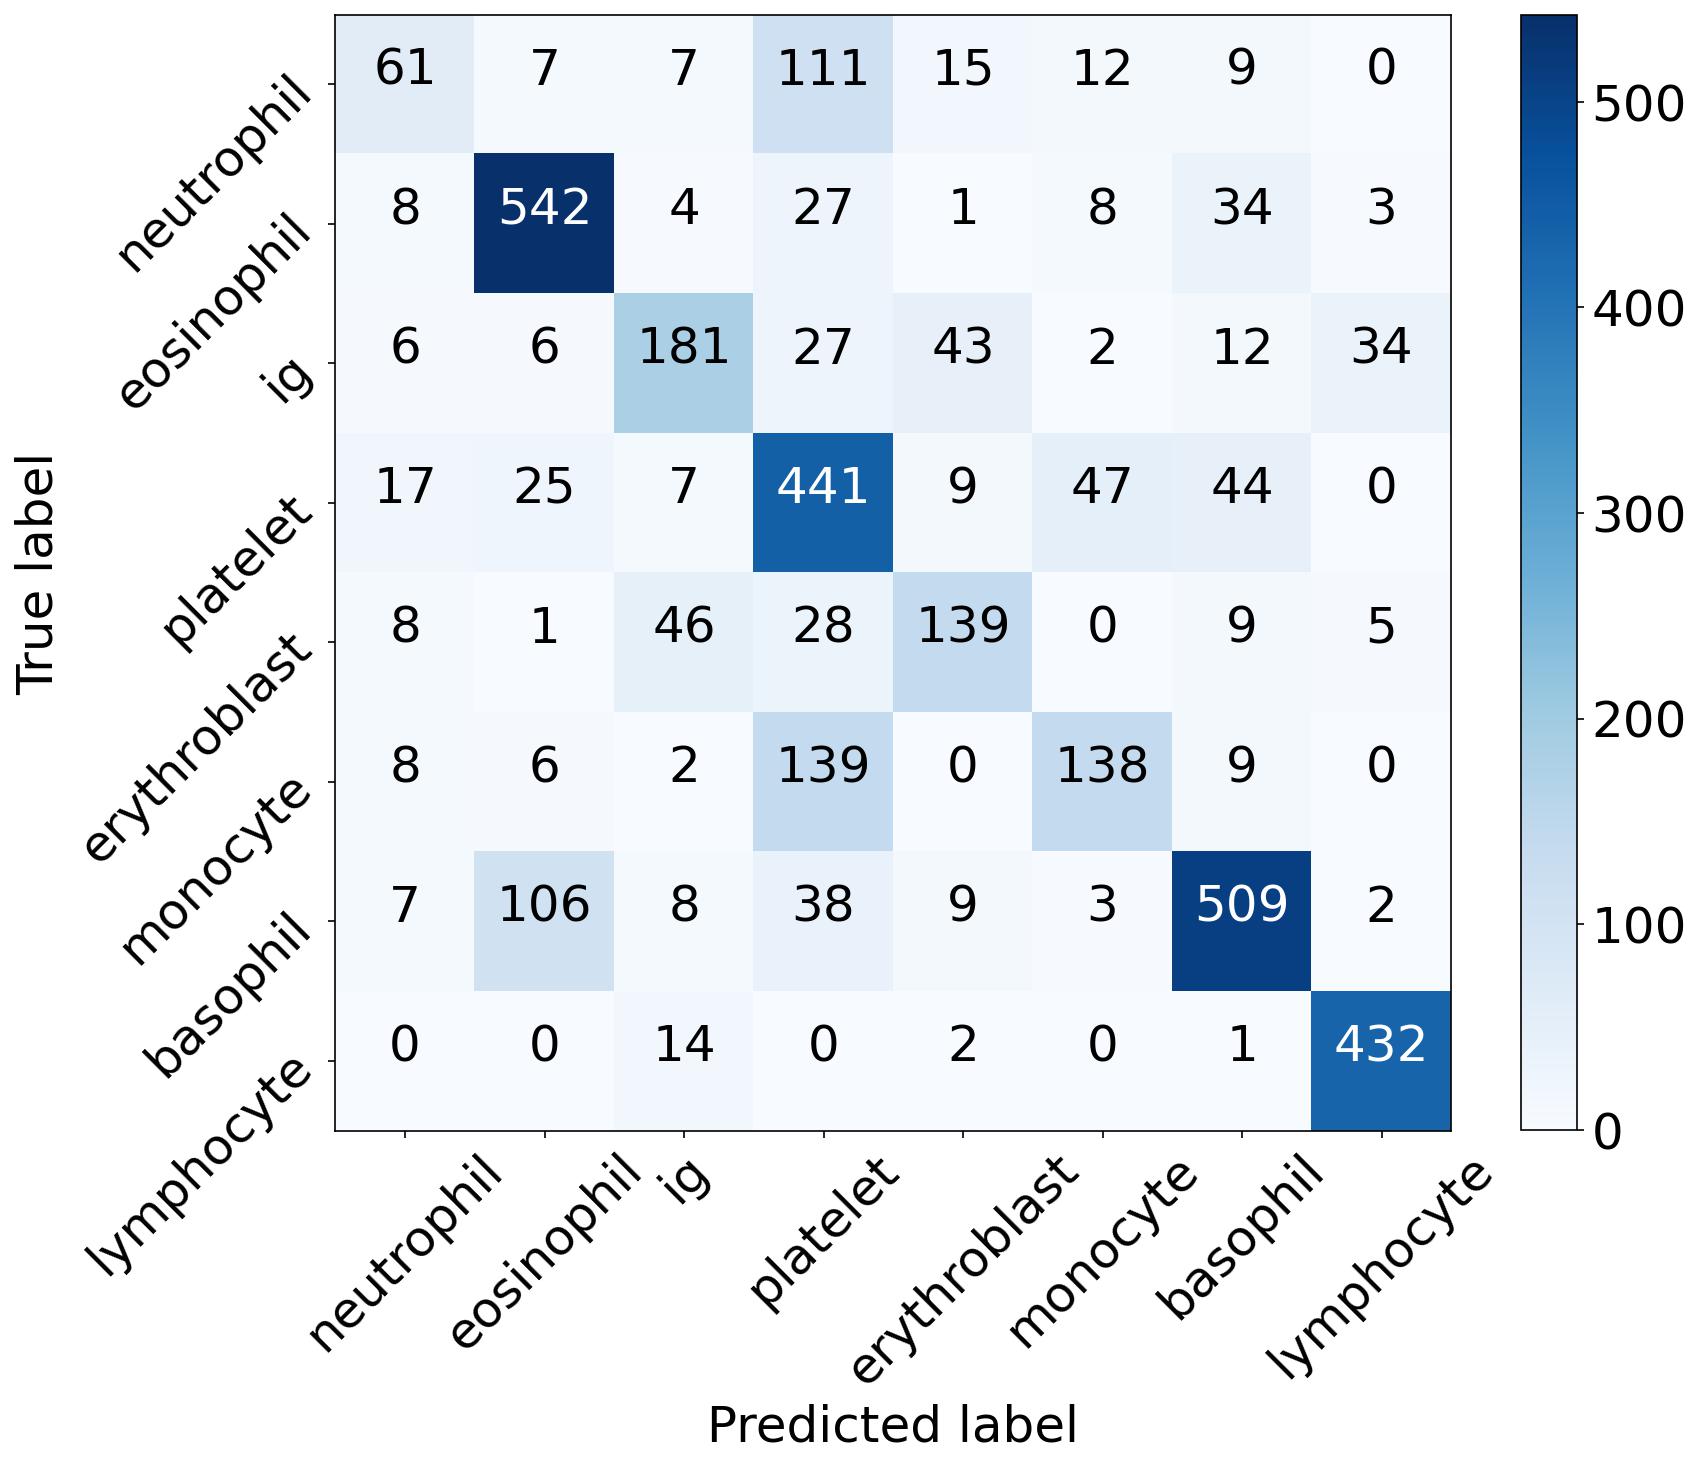 True label
neutrophil 61 7 7 111 15 12 9 0
eosinophil 8 542 4 27 1 8 34 3
ig 6 6 181 27 43 2 12 34
platelet 17 25 7 441 9 47 44 0
erythroblast 8 1 46 28 139 0 9 5
monocyte 8 6 2 139 0 138 9 0
basophil 7 106 8 38 9 3 509 2
lymphocyte 0 0 14 0 2 0 1 432
neutrophil eosinophil ig platelet erythroblast monocyte basophil lymphocyte
Predicted label
500
400
300
200
100
0